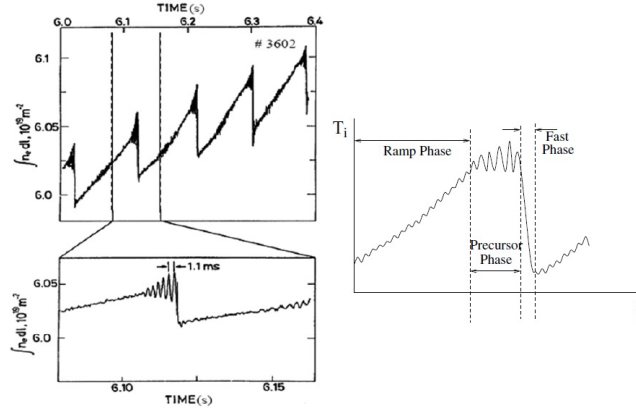 TIME (s)
6.0 6.1 6.2 6.3 6.4
# 3602
6.1
6.05
6.0
∫nₑdl, 10¹⁹m⁻²
1.1 ms
6.05
6.0
∫nₑdl, 10¹⁹m⁻²
6.10 6.15
TIME (s)
Tᵢ
Ramp Phase
Fast
Phase
Precursor
Phase